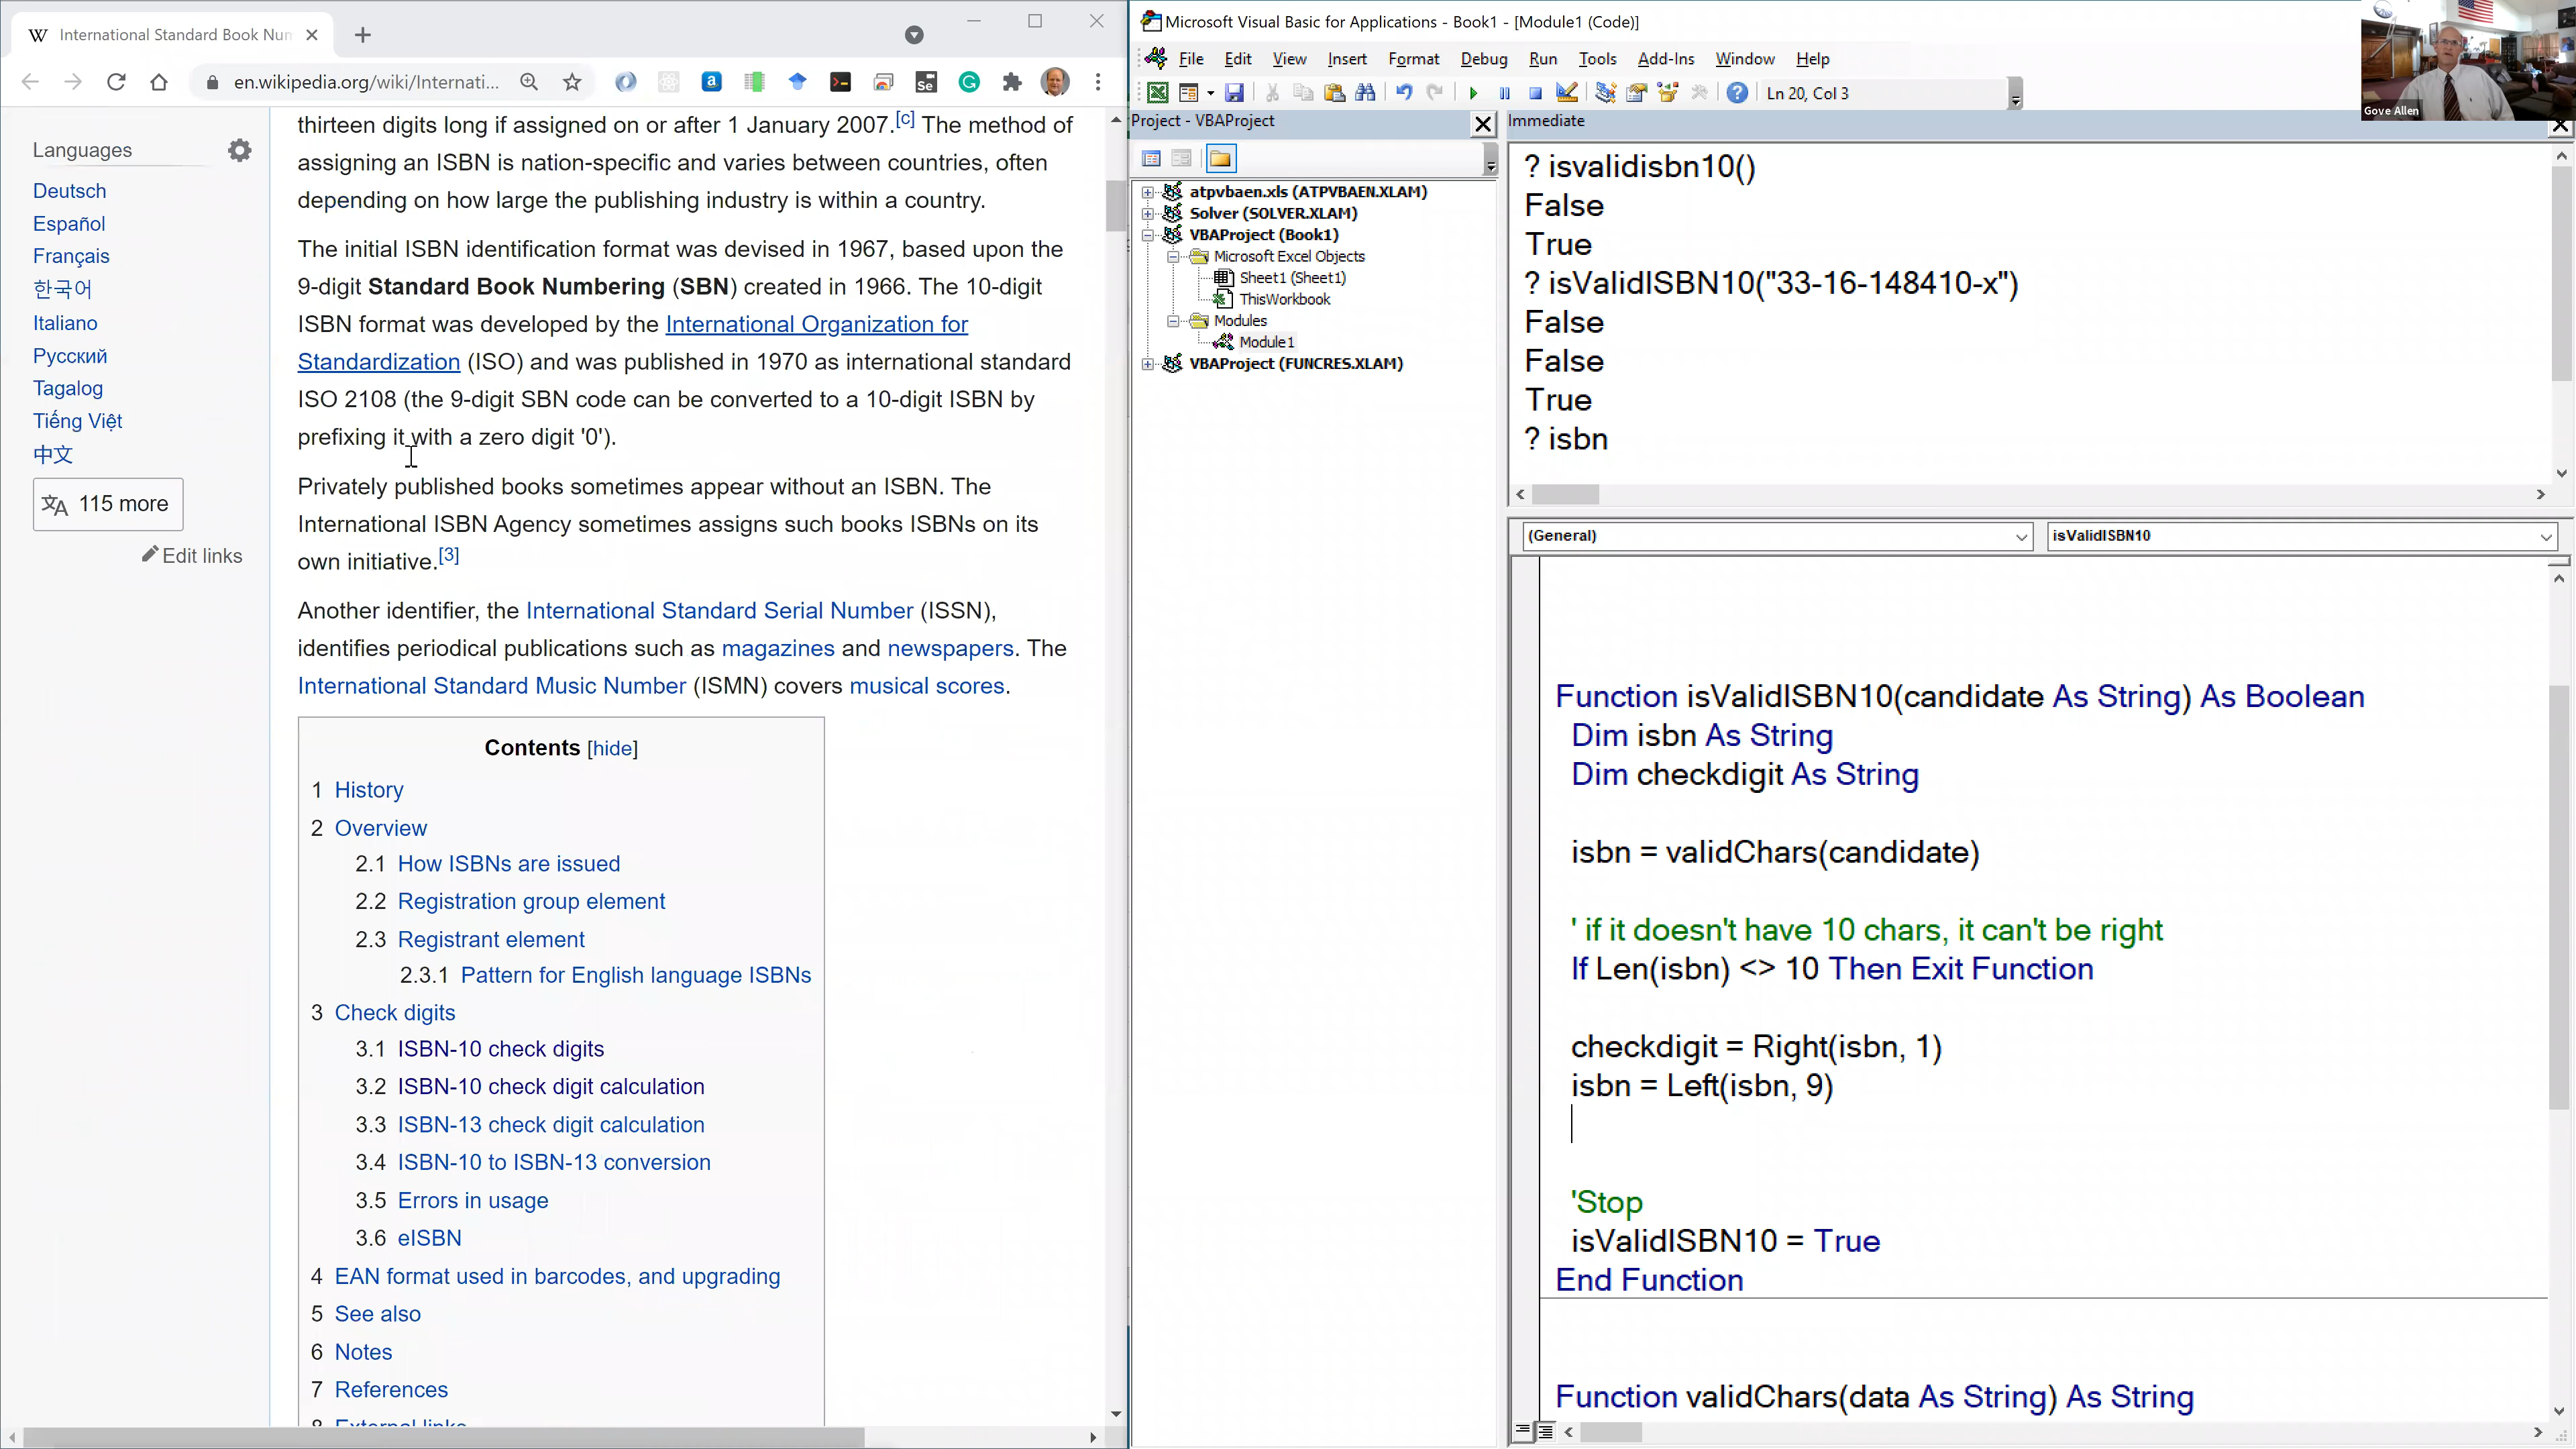 International Standard Book Num
en.wikipedia.org/wiki/Internati...
Languages
Deutsch
Español
Français
한국어
Italiano
Русский
Tagalog
Tiếng Việt
中文
115 more
Edit links
thirteen digits long if assigned on or after 1 January 2007.[c] The method of
assigning an ISBN is nation-specific and varies between countries, often
depending on how large the publishing industry is within a country.
The initial ISBN identification format was devised in 1967, based upon the
9-digit Standard Book Numbering (SBN) created in 1966. The 10-digit
ISBN format was developed by the International Organization for
Standardization (ISO) and was published in 1970 as international standard
ISO 2108 (the 9-digit SBN code can be converted to a 10-digit ISBN by
prefixing it with a zero digit '0').
Privately published books sometimes appear without an ISBN. The
International ISBN Agency sometimes assigns such books ISBNs on its
own initiative.[3]
Another identifier, the International Standard Serial Number (ISSN),
identifies periodical publications such as magazines and newspapers. The
International Standard Music Number (ISMN) covers musical scores.
Contents [hide]
1 History
2 Overview
2.1 How ISBNs are issued
2.2 Registration group element
2.3 Registrant element
2.3.1 Pattern for English language ISBNs
3 Check digits
3.1 ISBN-10 check digits
3.2 ISBN-10 check digit calculation
3.3 ISBN-13 check digit calculation
3.4 ISBN-10 to ISBN-13 conversion
3.5 Errors in usage
3.6 eISBN
4 EAN format used in barcodes, and upgrading
5 See also
6 Notes
7 References
8 External links
Microsoft Visual Basic for Applications - Book1 - [Module1 (Code)]
File Edit View Insert Format Debug Run Tools Add-Ins Window Help
Ln 20, Col 3
Gove Allen
Project - VBAProject
atpvbaen.xls (ATPVBAEN.XLAM)
Solver (SOLVER.XLAM)
VBAProject (Book1)
Microsoft Excel Objects
Sheet1 (Sheet1)
ThisWorkbook
Modules
Module1
VBAProject (FUNCRES.XLAM)
Immediate
? isvalidisbn10()
False
True
? isValidISBN10("33-16-148410-x")
False
False
True
? isbn
(General)
isValidISBN10
Function isValidISBN10(candidate As String) As Boolean
Dim isbn As String
Dim checkdigit As String
isbn = validChars(candidate)
' if it doesn't have 10 chars, it can't be right
If Len(isbn) <> 10 Then Exit Function
checkdigit = Right(isbn, 1)
isbn = Left(isbn, 9)
'Stop
isValidISBN10 = True
End Function
Function validChars(data As String) As String